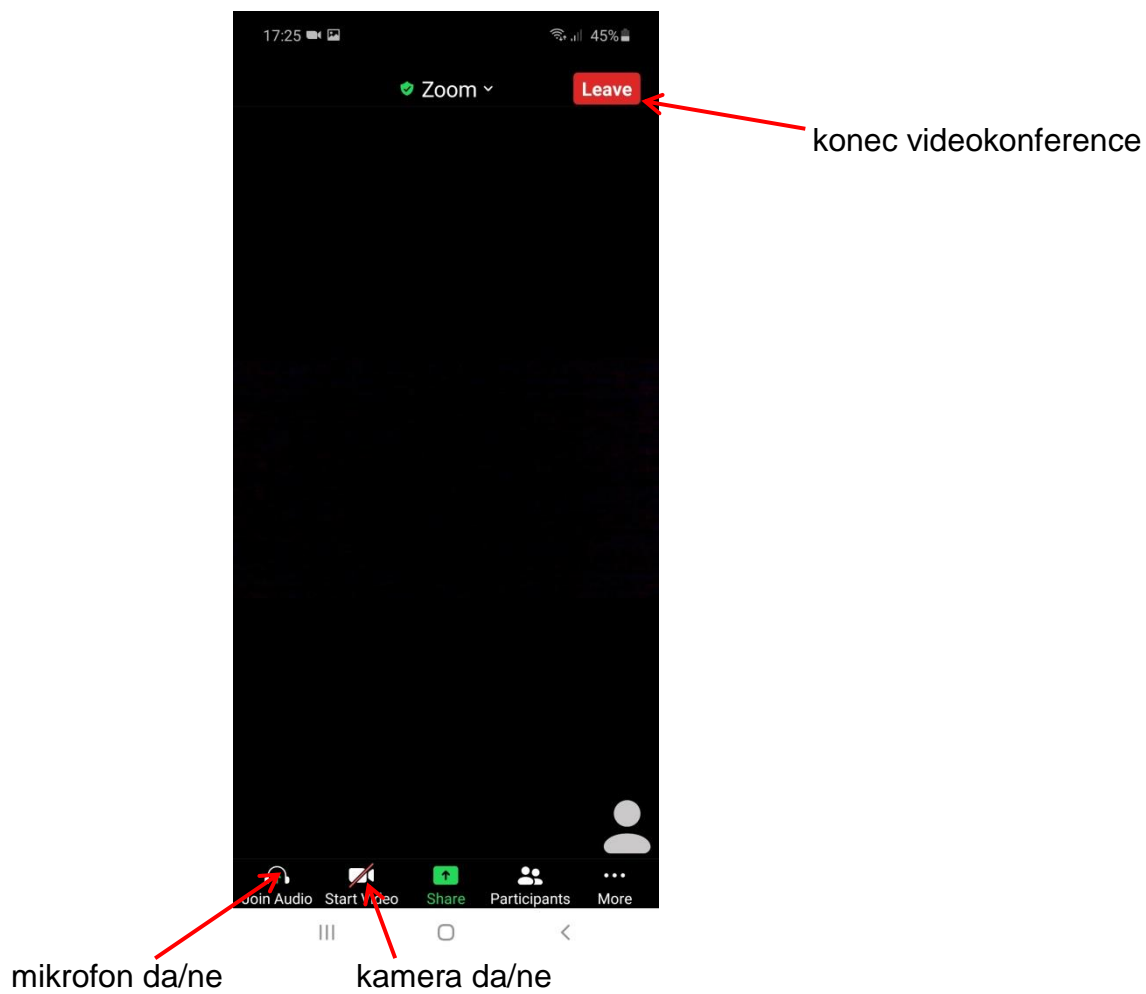 17:25 45%
Zoom Leave
konec videokonference
Join Audio Start Video Share Participants More
mikrofon da/ne kamera da/ne